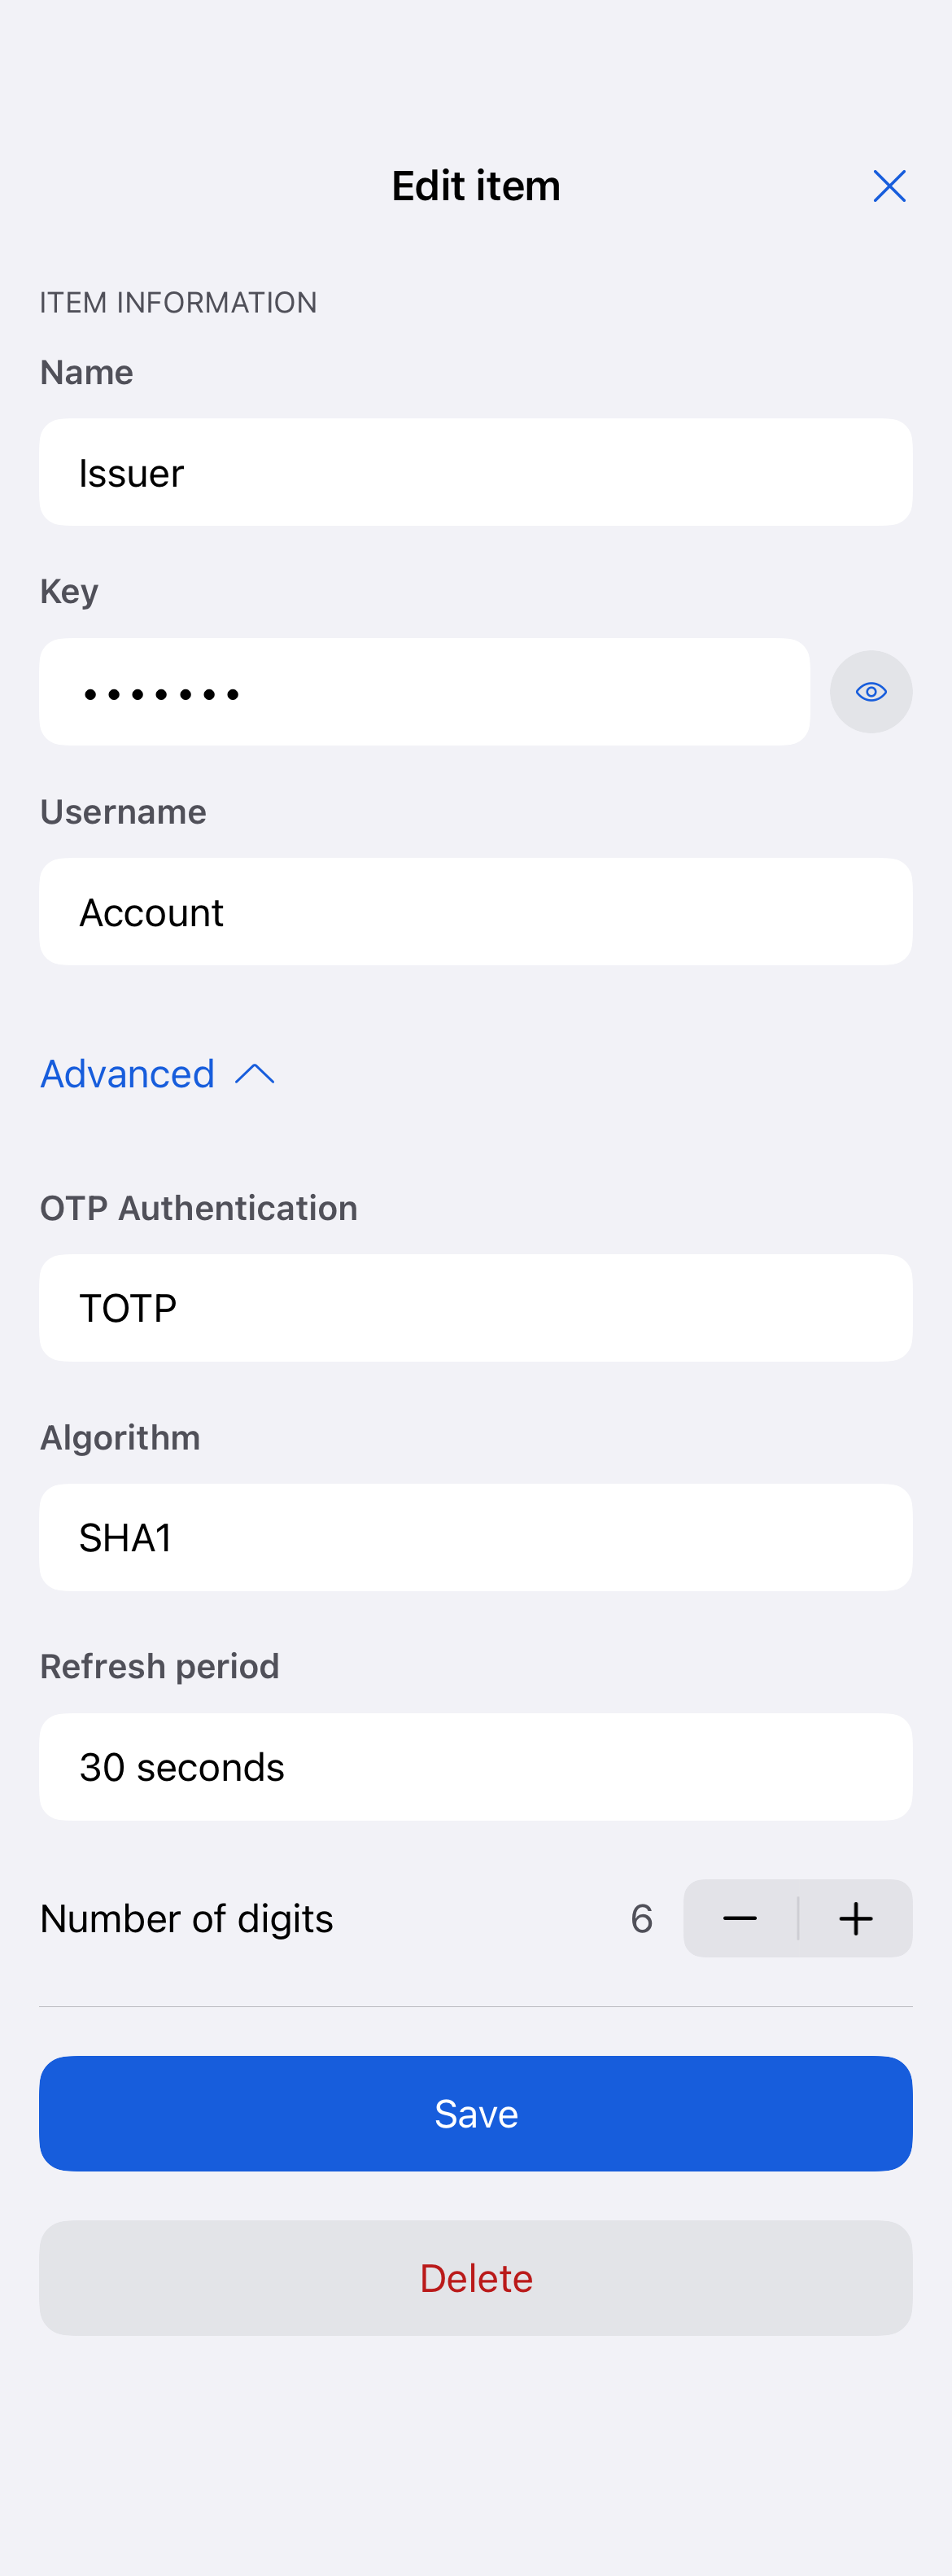 Edit item
ITEM INFORMATION
Name
Issuer
Key
•••••••
Username
Account
Advanced
OTP Authentication
TOTP
Algorithm
SHA1
Refresh period
30 seconds
Number of digits 6
Save
Delete